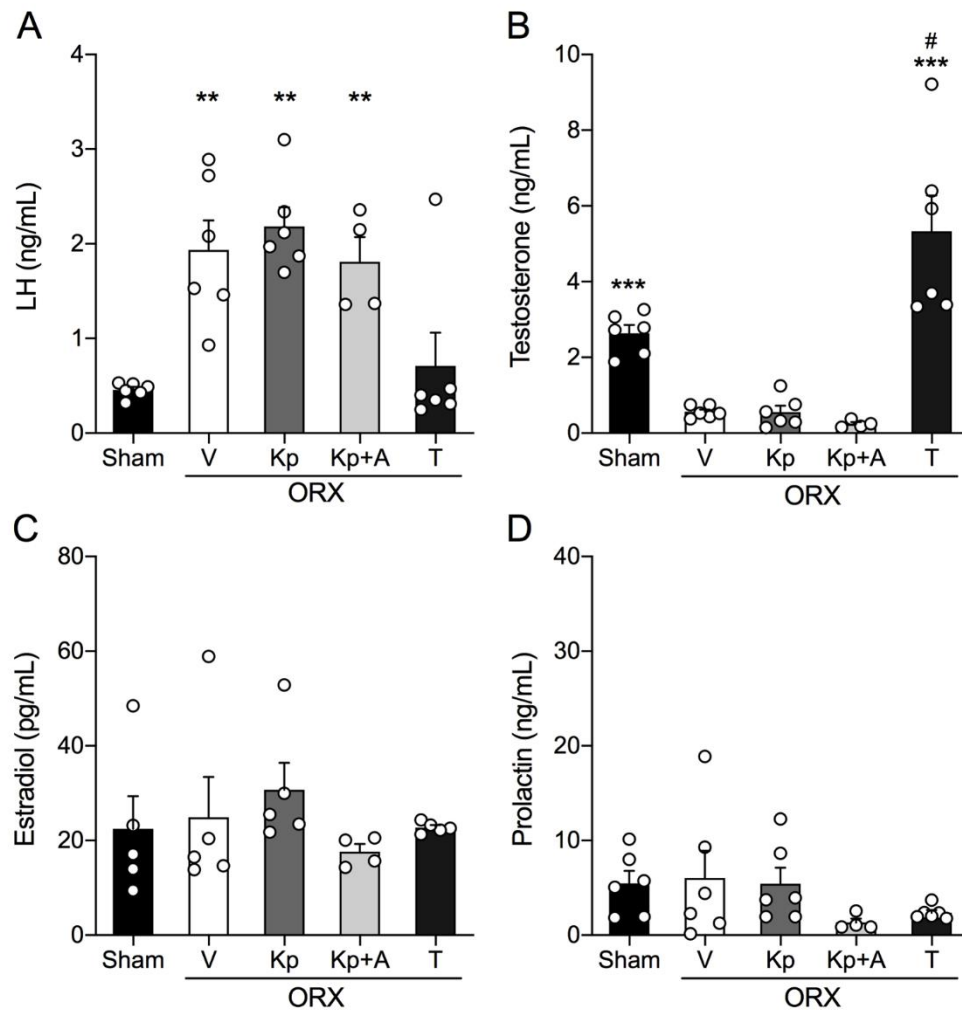 A
LH (ng/mL)
4
3
2
1
0
** ** **
Sham V Kp Kp+A T
ORX
B
Testosterone (ng/mL)
10
8
6
4
2
0
#
***
***
Sham V Kp Kp+A T
ORX
C
Estradiol (pg/mL)
80
60
40
20
0
Sham V Kp Kp+A T
ORX
D
Prolactin (ng/mL)
40
30
20
10
0
Sham V Kp Kp+A T
ORX